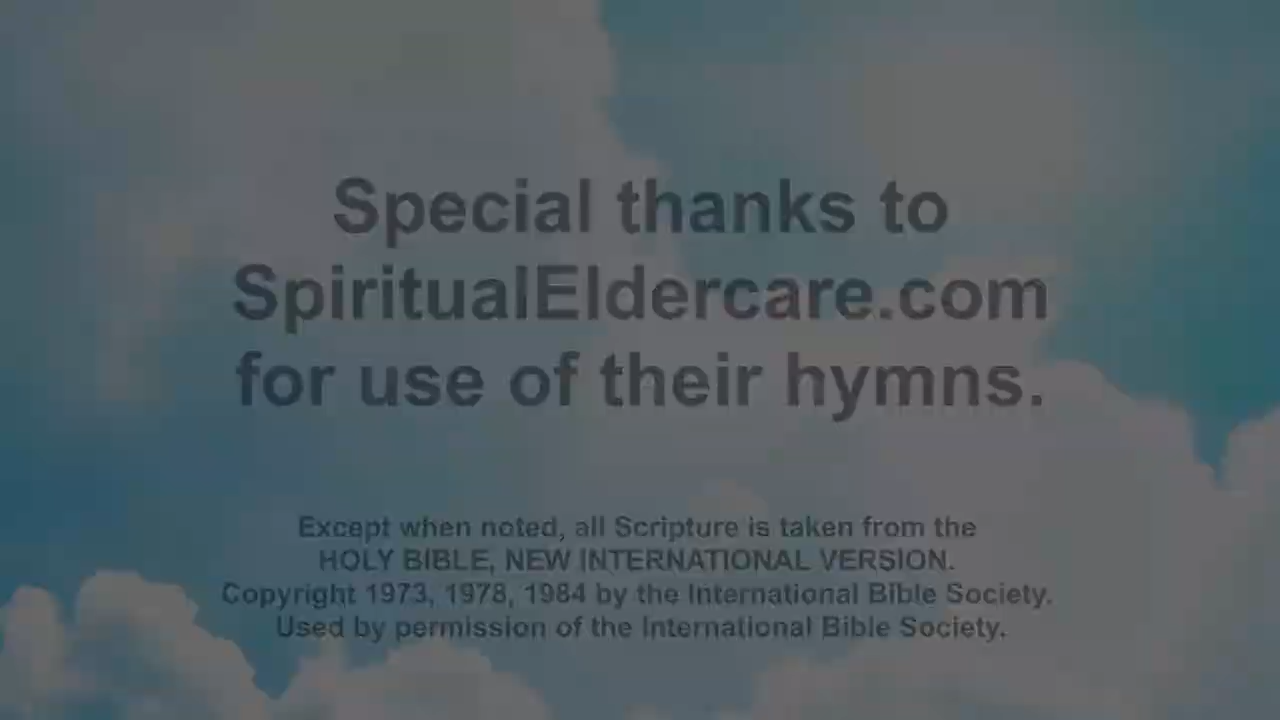 Special thanks to
SpiritualEldercare.com
for use of their hymns.
Except when noted, all Scripture is taken from the
HOLY BIBLE, NEW INTERNATIONAL VERSION.
Copyright 1973, 1978, 1984 by the International Bible Society.
Used by permission of the International Bible Society.